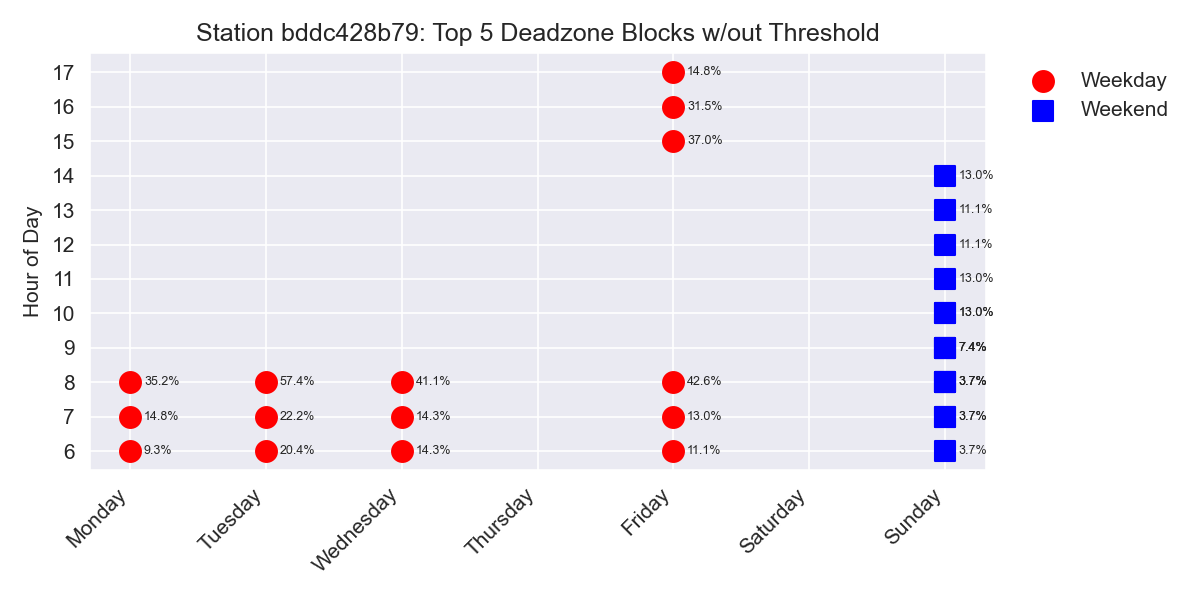 Station bddc428b79: Top 5 Deadzone Blocks w/out Threshold
Weekday
Weekend
Hour of Day
17 14.8%
16 31.5%
15 37.0%
14 13.0%
13 11.1%
12 11.1%
11 13.0%
10 13.0%
9 7.4%
8 35.2% 57.4% 41.1% 42.6% 3.7%
7 14.8% 22.2% 14.3% 13.0% 3.7%
6 9.3% 20.4% 14.3% 11.1% 3.7%
Monday Tuesday Wednesday Thursday Friday Saturday Sunday